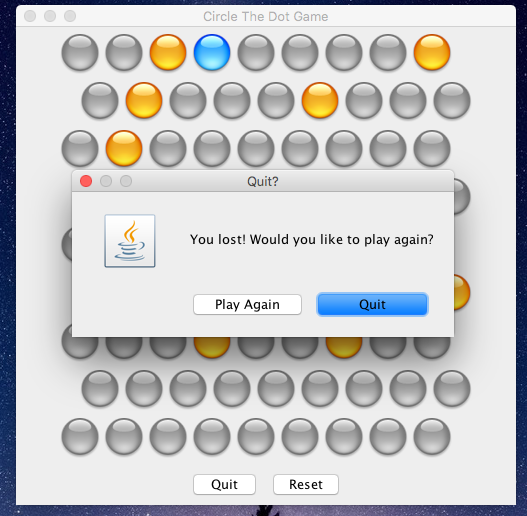 Circle The Dot Game
Quit?
You lost! Would you like to play again?
Play Again
Quit
Quit
Reset